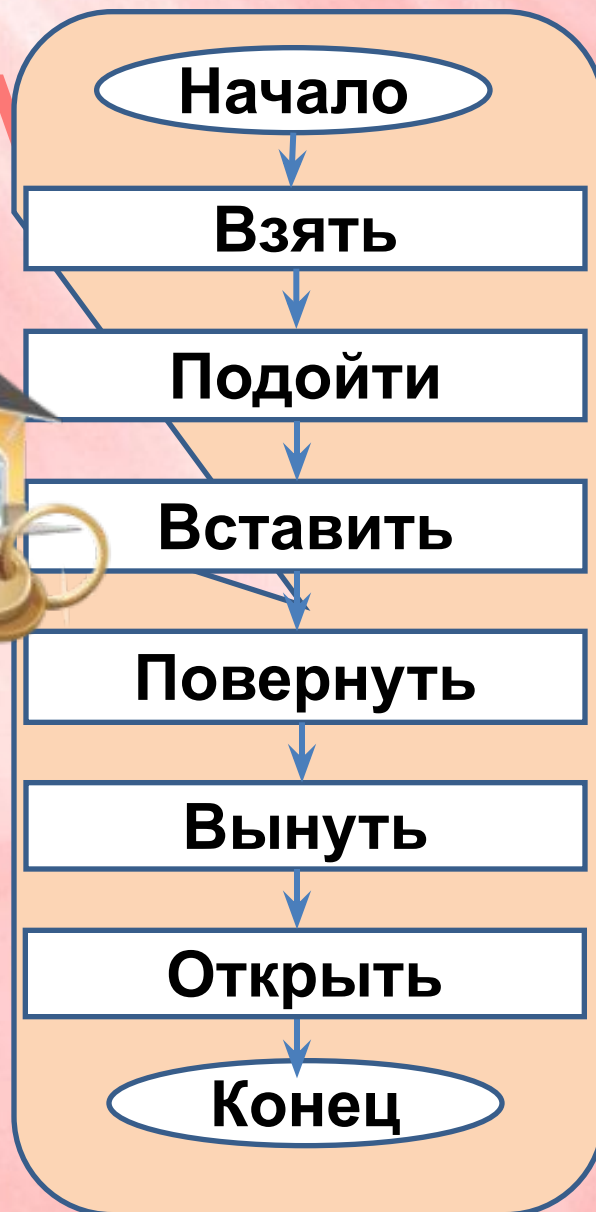 Начало
Взять
Подойти
Вставить
Повернуть
Вынуть
Открыть
Конец